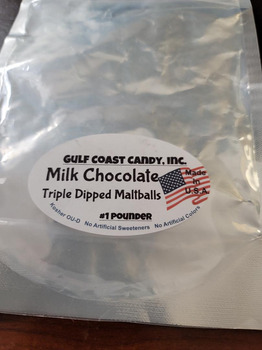 GULF COAST CANDY, INC.
Milk Chocolate
Made
in
U.S.A.
Triple Dipped Maltballs
#1 POUNDER
Kosher OU-D No Artificial Sweeteners No Artificial Colors